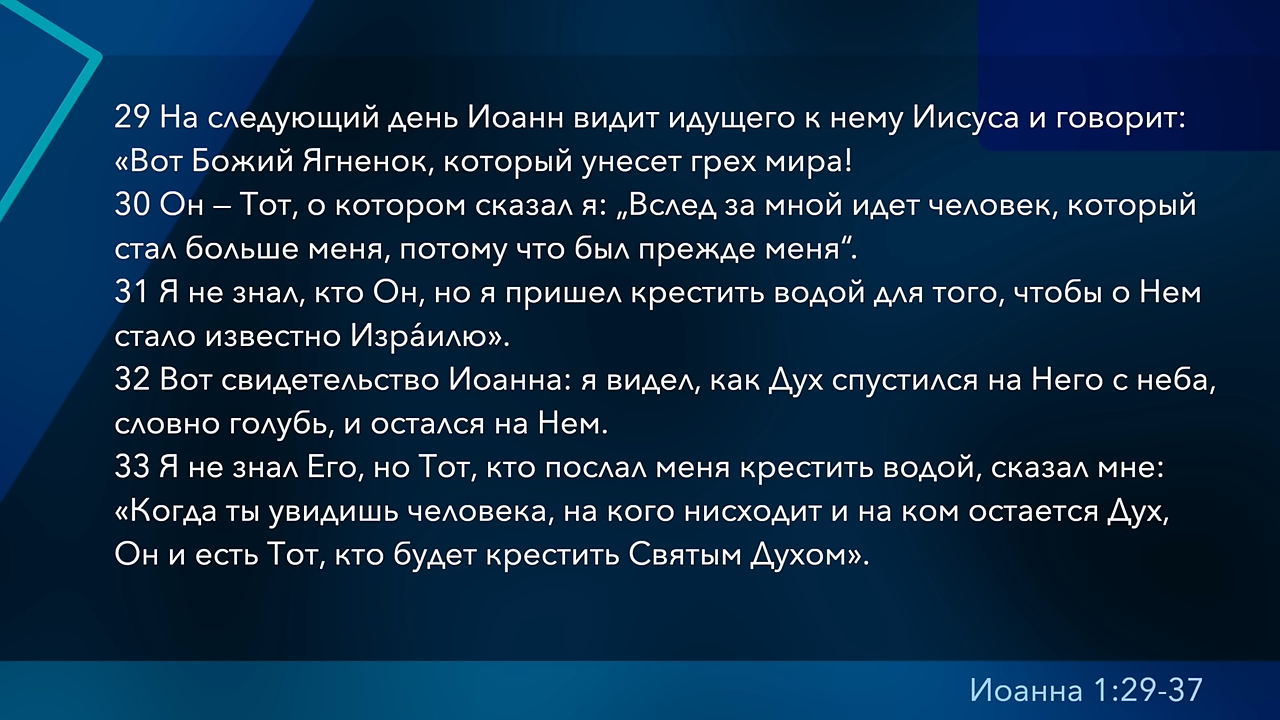 29 На следующий день Иоанн видит идущего к нему Иисуса и говорит:
«Вот Божий Ягненок, который унесет грех мира!
30 Он – Тот, о котором сказал я: „Вслед за мной идет человек, который
стал больше меня, потому что был прежде меня“.
31 Я не знал, кто Он, но я пришел крестить водой для того, чтобы о Нем
стало известно Изра́илю».
32 Вот свидетельство Иоанна: я видел, как Дух спустился на Него с неба,
словно голубь, и остался на Нем.
33 Я не знал Его, но Тот, кто послал меня крестить водой, сказал мне:
«Когда ты увидишь человека, на кого нисходит и на ком остается Дух,
Он и есть Тот, кто будет крестить Святым Духом».
Иоанна 1:29-37